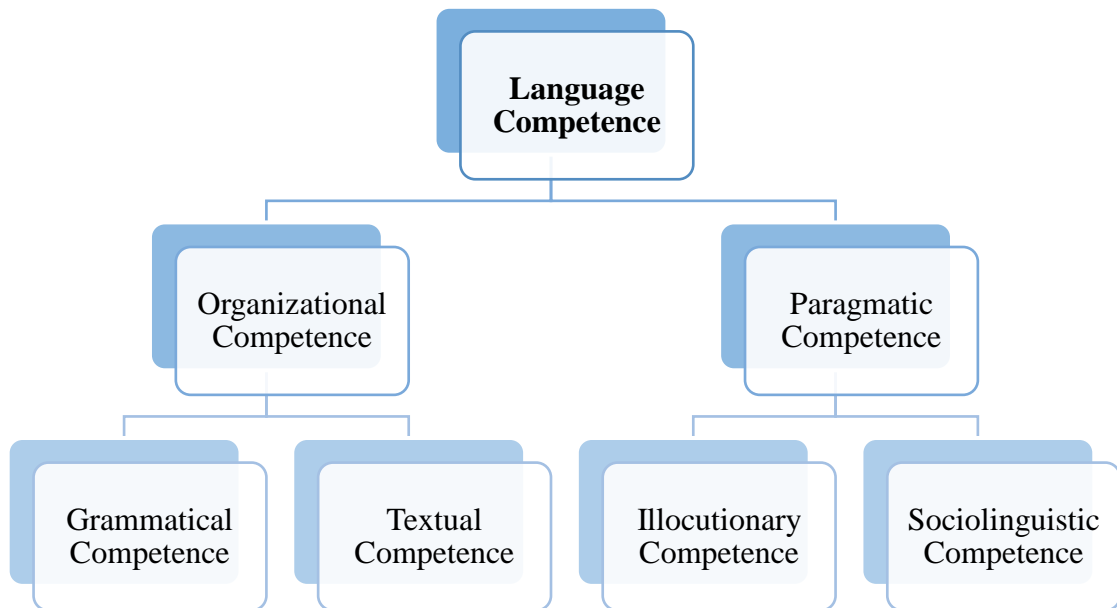 Language
Competence
Organizational
Competence
Paragmatic
Competence
Grammatical
Competence
Textual
Competence
Illocutionary
Competence
Sociolinguistic
Competence